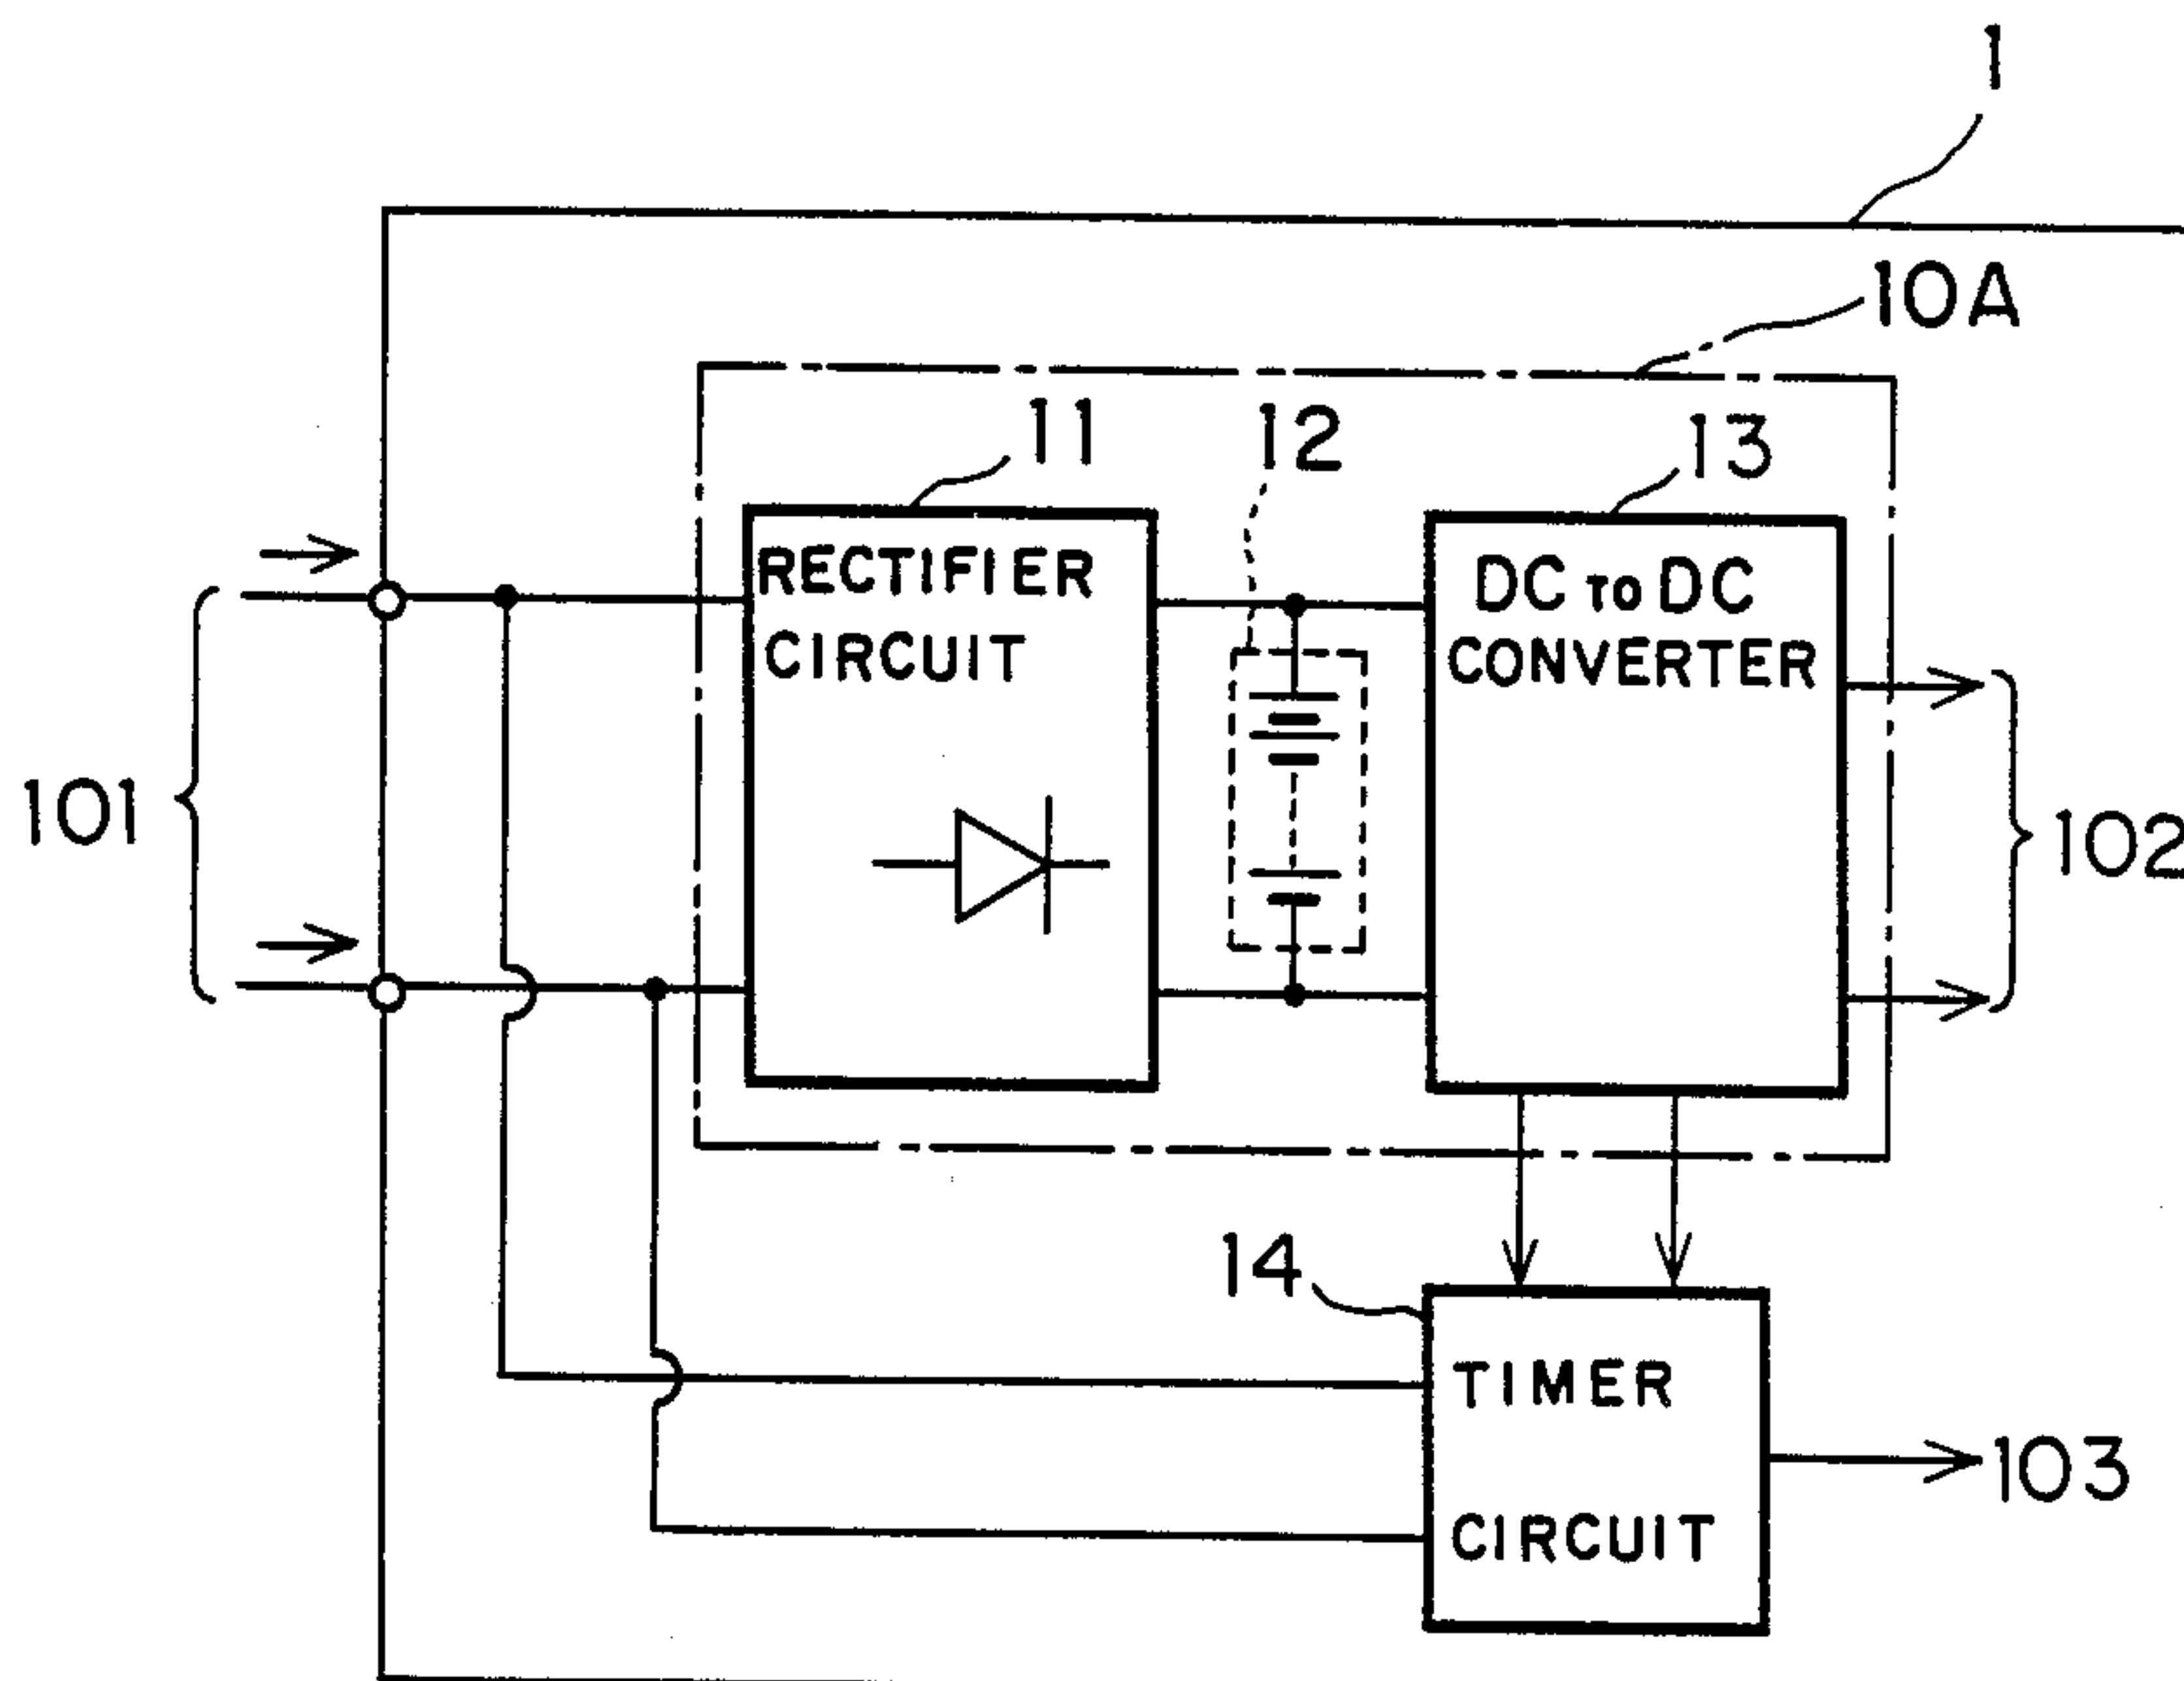 1
10A
11
12
13
RECTIFIER
CIRCUIT
DC TO DC
CONVERTER
101
102
14
TIMER
CIRCUIT
103